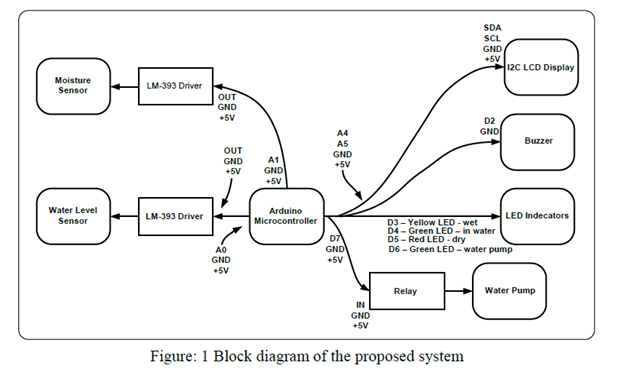 SDA
SCL
GND
+5V
I2C LCD Display
Moisture
Sensor
LM-393 Driver
OUT
GND
+5V
D2
GND
Buzzer
A4
A5
GND
+5V
OUT
GND
+5V
A1
GND
+5V
Water Level
Sensor
LM-393 Driver
Arduino
Microcontroller
LED Indecators
D3 – Yellow LED - wet
D4 – Green LED – in water
D5 – Red LED - dry
D6 – Green LED – water pump
A0
GND
+5V
D7
GND
+5V
IN
GND
+5V
Relay
Water Pump
Figure: 1 Block diagram of the proposed system